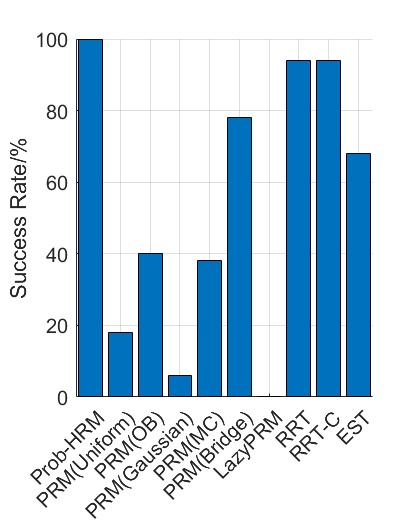 100
80
60
40
20
0
Success Rate/%
Prob-HRM
PRM(Uniform)
PRM(OB)
PRM(Gaussian)
PRM(MC)
PRM(Bridge)
LazyPRM
RRT
RRT-C
EST